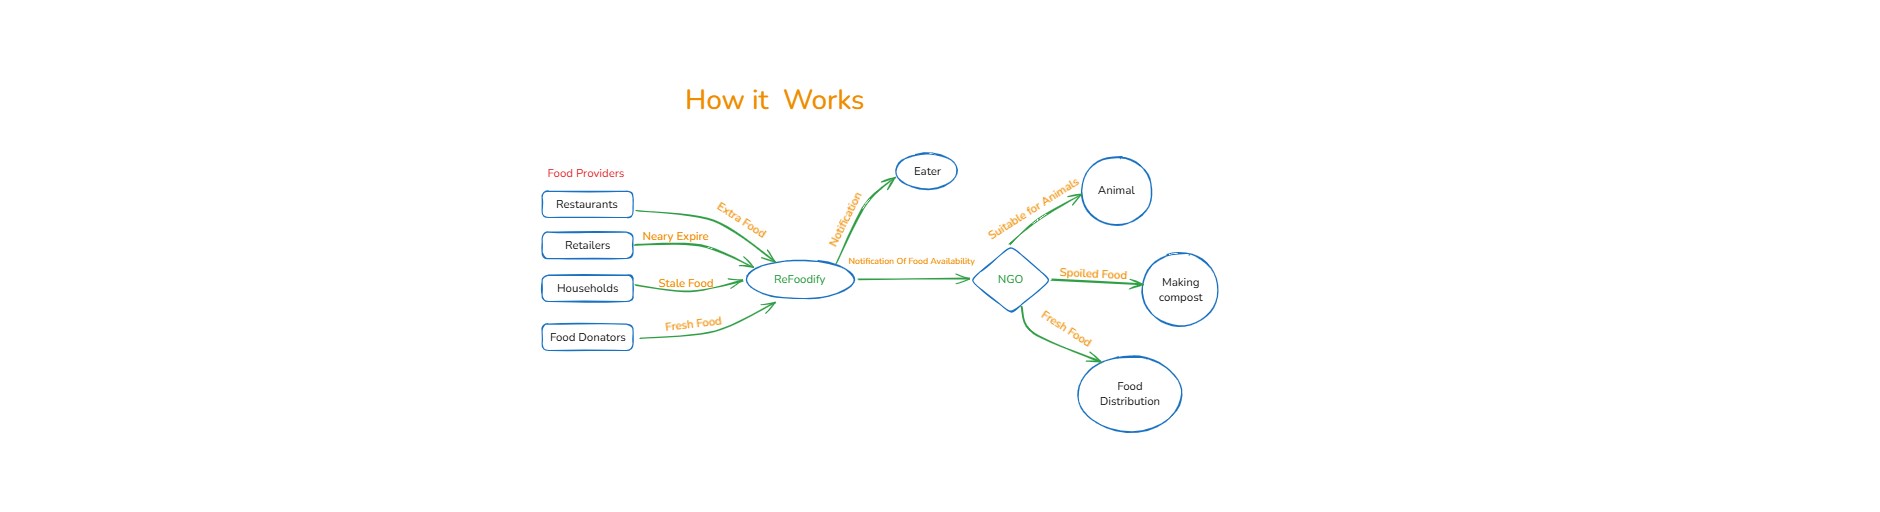 How it  Works
Food Providers
Restaurants
Retailers
Households
Food Donators
Extra Food
Neary Expire
Stale Food
Fresh Food
ReFoodify
Notification
Eater
Notification Of Food Availability
NGO
Suitable for Animals
Animal
Spoiled Food
Making
compost
Fresh Food
Food
Distribution